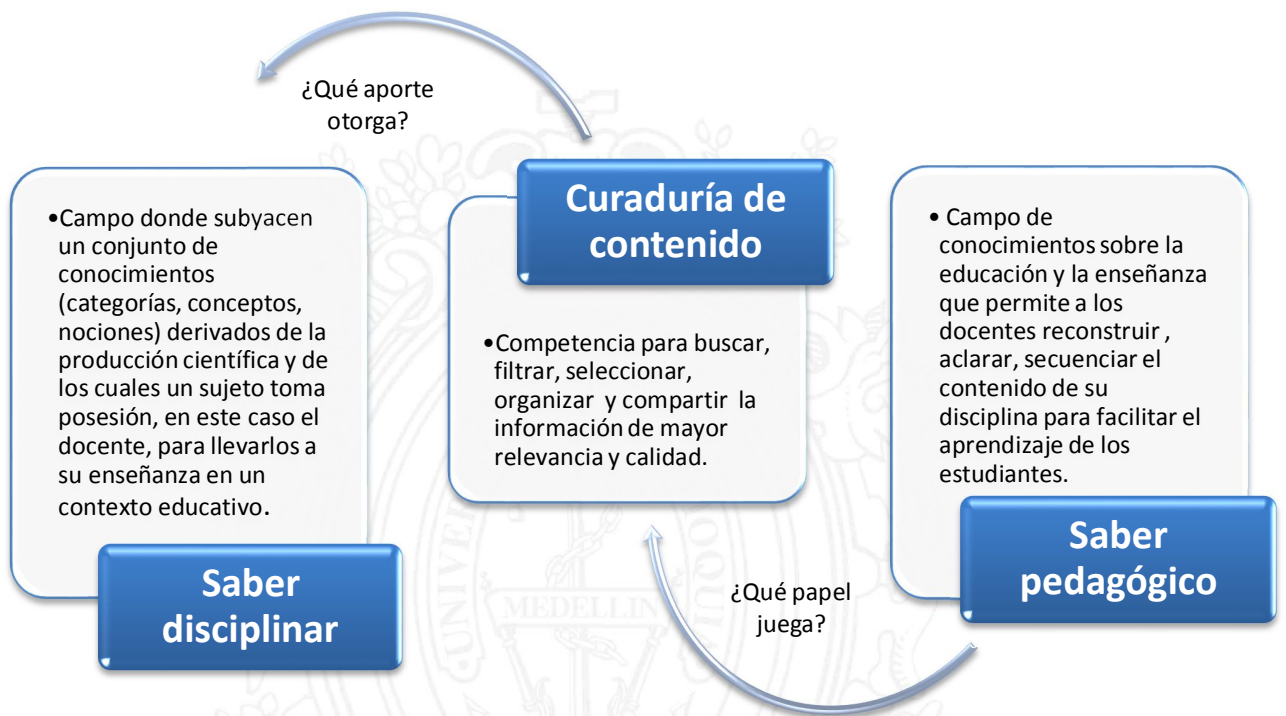 ¿Qué aporte
otorga?
•Campo donde subyacen
un conjunto de
conocimientos
(categorías, conceptos,
nociones) derivados de la
producción científica y de
los cuales un sujeto toma
posesión, en este caso el
docente, para llevarlos a
su enseñanza en un
contexto educativo.
Saber
disciplinar
Curaduría de
contenido
•Competencia para buscar,
filtrar, seleccionar,
organizar y compartir la
información de mayor
relevancia y calidad.
¿Qué papel
juega?
• Campo de
conocimientos sobre la
educación y la enseñanza
que permite a los
docentes reconstruir ,
aclarar, secuenciar el
contenido de su
disciplina para facilitar el
aprendizaje de los
estudiantes.
Saber
pedagógico
MEDELLIN